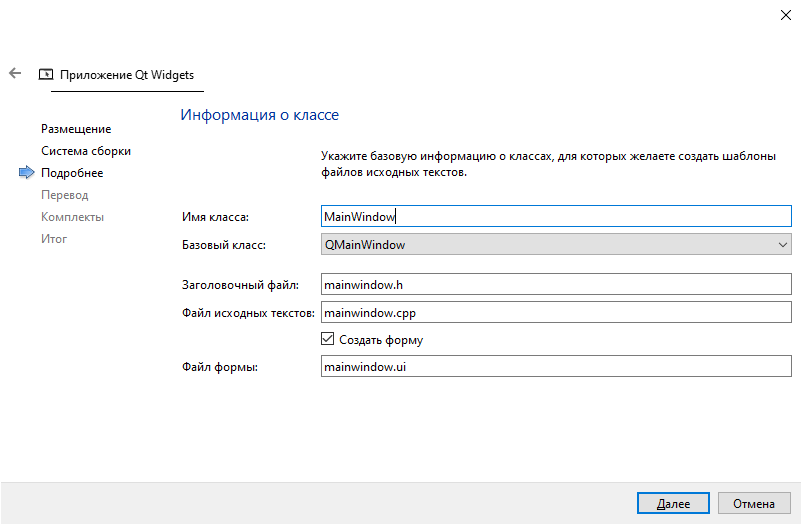 Приложение Qt Widgets
Информация о классе
Размещение
Система сборки
Подробнее
Перевод
Комплекты
Итог
Укажите базовую информацию о классах, для которых желаете создать шаблоны
файлов исходных текстов.
Имя класса: MainWindow
Базовый класс: QMainWindow
Заголовочный файл: mainwindow.h
Файл исходных текстов: mainwindow.cpp
Создать форму
Файл формы: mainwindow.ui
Далее Отмена